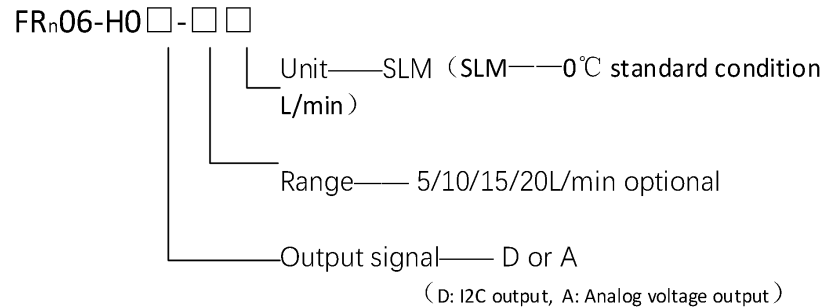 FRn06-H0□-□□
Unit——SLM（SLM——0℃ standard condition
L/min）
Range—— 5/10/15/20L/min optional
Output signal—— D or A
（D: I2C output, A: Analog voltage output）